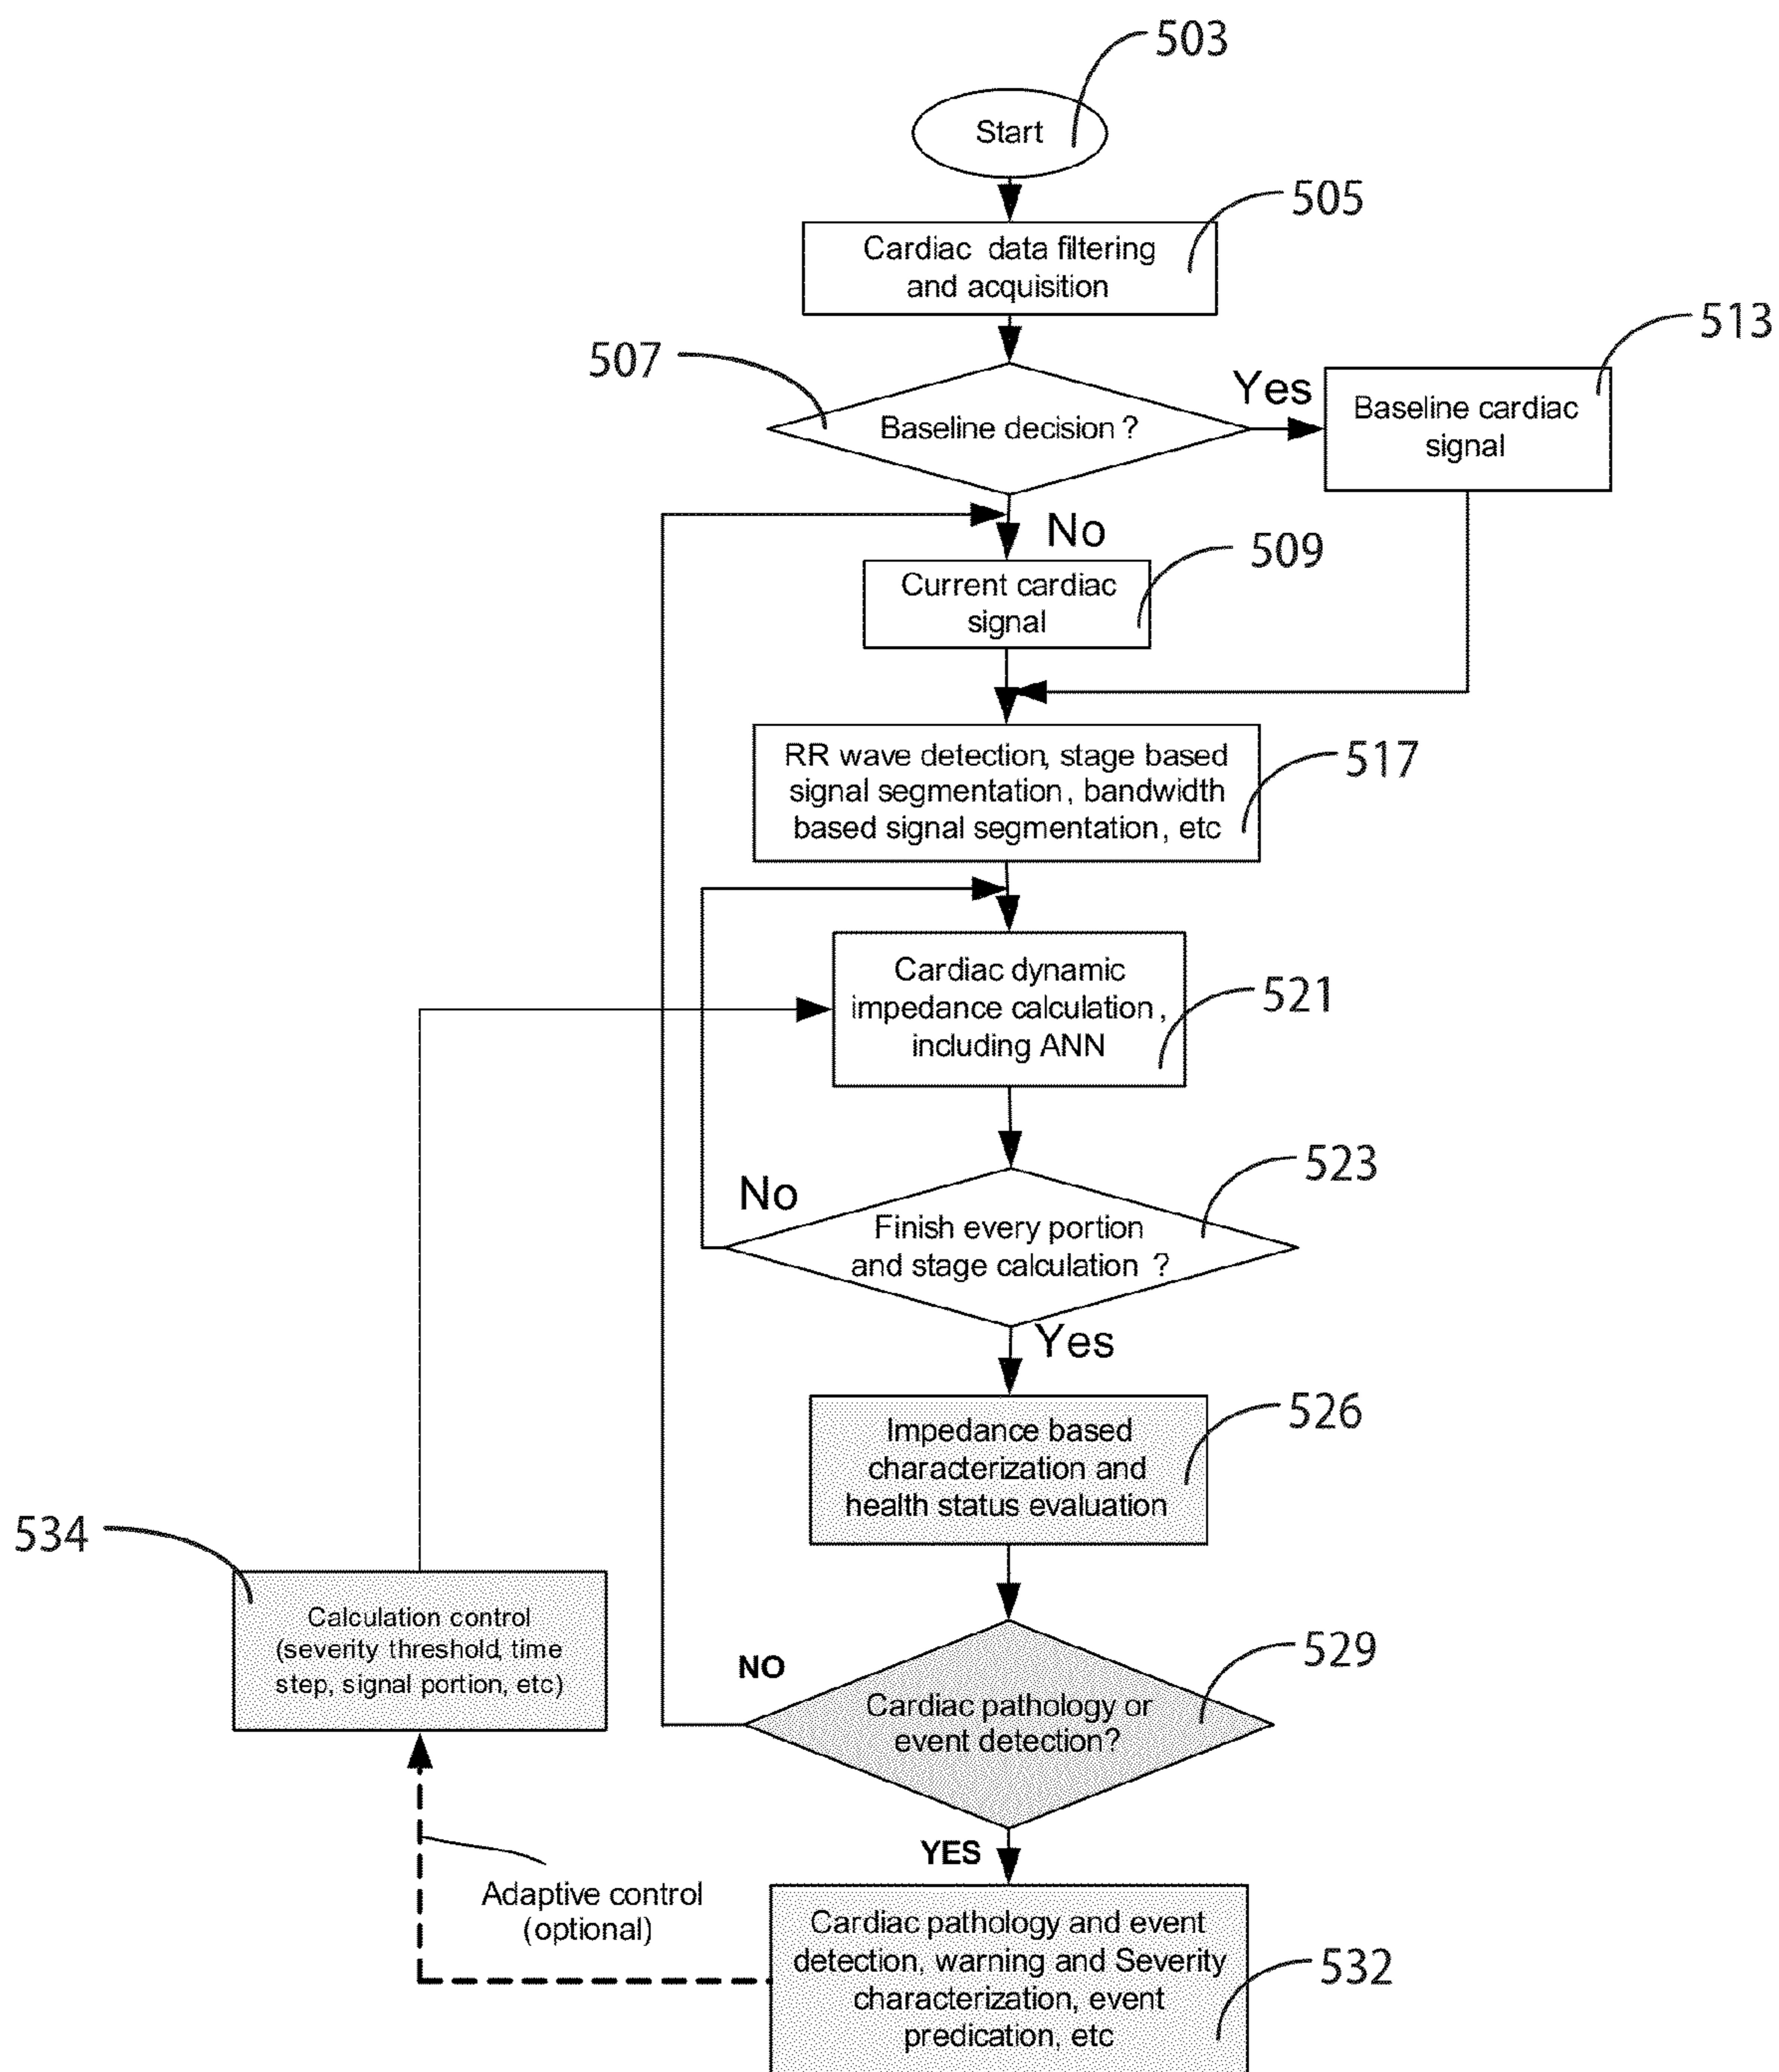 503
Start
505
Cardiac data filtering
and acquisition
513
507
Yes
Baseline cardiac
signal
Baseline decision ?
No
509
Current cardiac
signal
RR wave detection, stage based
signal segmentation, bandwidth
based signal segmentation, etc
517
Cardiac dynamic
impedance calculation,
including ANN
521
523
No
Finish every portion
and stage calculation ?
Yes
526
Impedance based
characterization and
health status evaluation
534
Calculation control
(severity threshold, time
step, signal portion, etc)
529
NO
Cardiac pathology or
event detection?
YES
Adaptive control
(optional)
Cardiac pathology and event
detection, warning and Severity
characterization, event
predication, etc
532